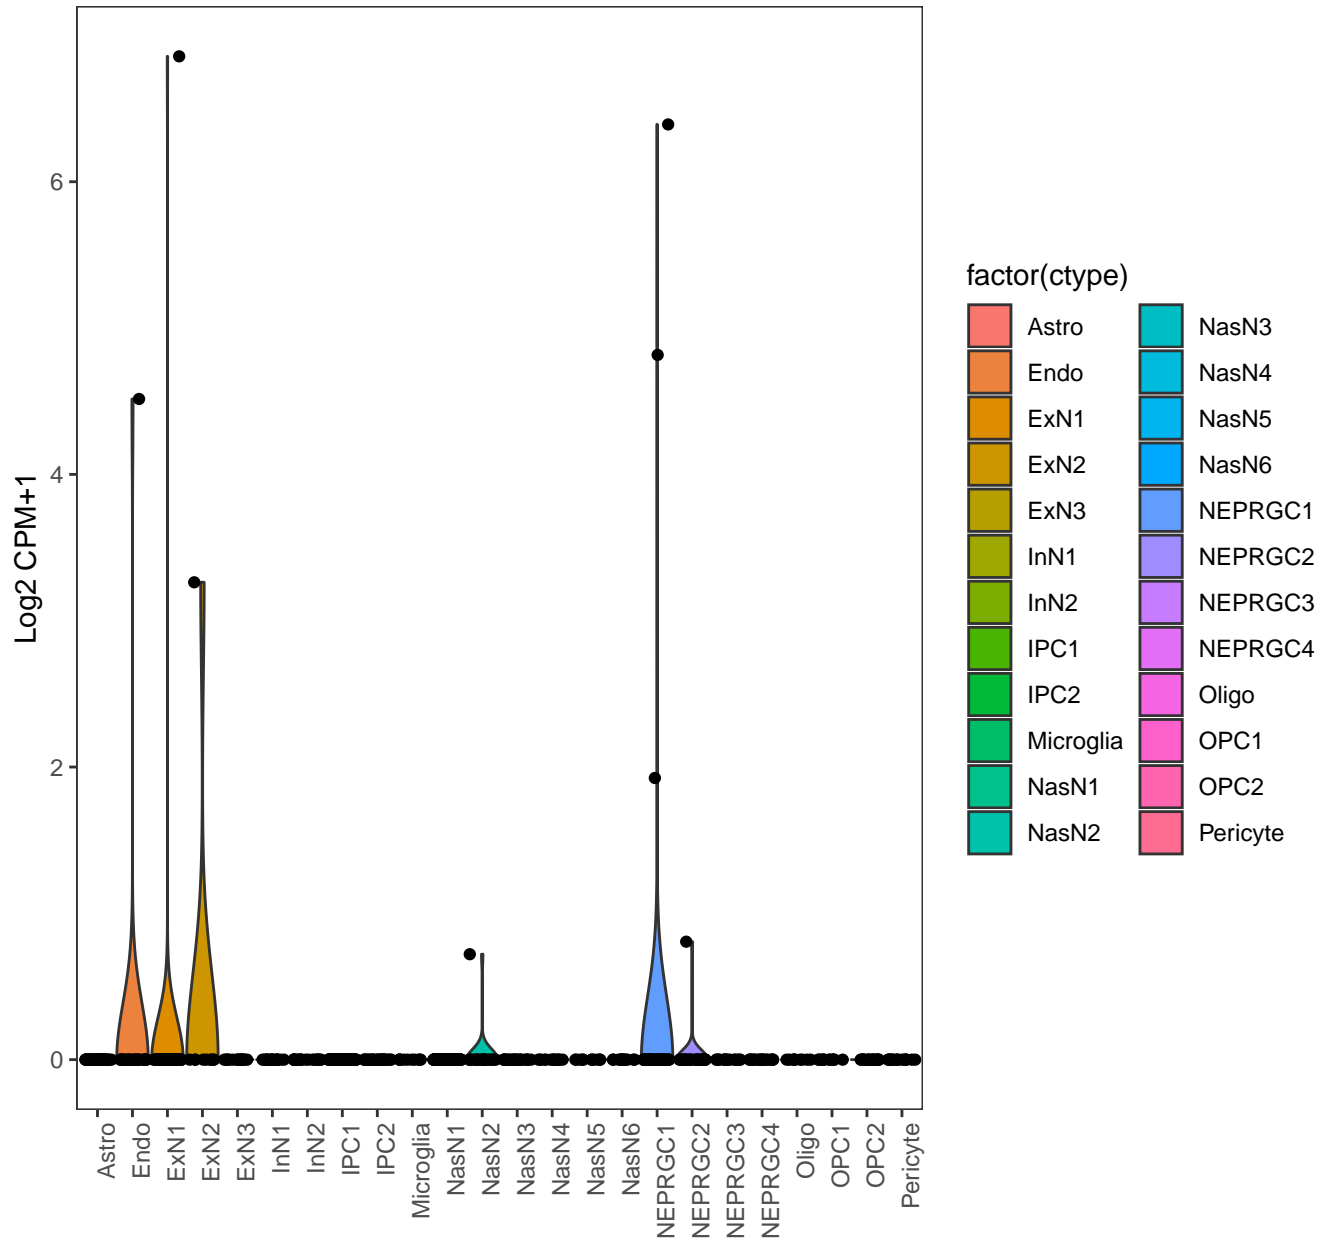 6
4
2
0
Log2 CPM+1
Astro
Endo
ExN1
ExN2
ExN3
InN1
InN2
IPC1
IPC2
Microglia
NasN1
NasN2
NasN3
NasN4
NasN5
NasN6
NEPRGC1
NEPRGC2
NEPRGC3
NEPRGC4
Oligo
OPC1
OPC2
Pericyte
factor(ctype)
Astro
Endo
ExN1
ExN2
ExN3
InN1
InN2
IPC1
IPC2
Microglia
NasN1
NasN2
NasN3
NasN4
NasN5
NasN6
NEPRGC1
NEPRGC2
NEPRGC3
NEPRGC4
Oligo
OPC1
OPC2
Pericyte